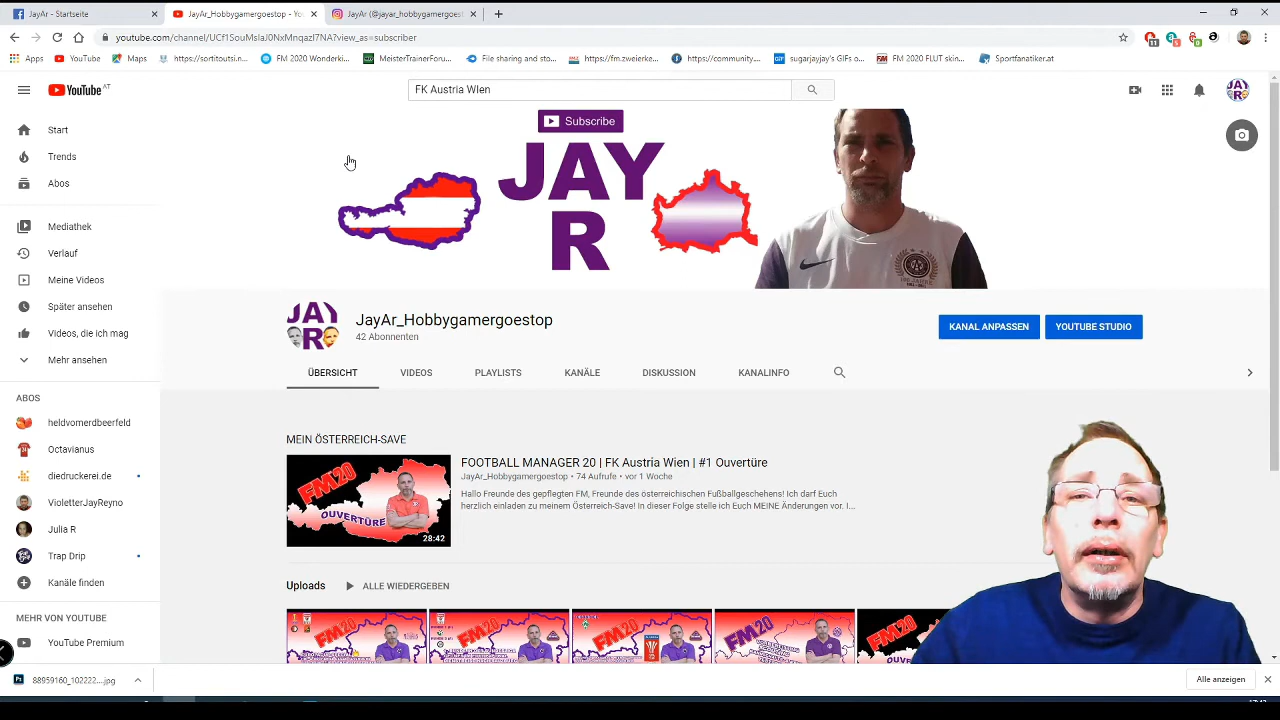 JayAr - Startseite
JayAr_Hobbygamergoestop - You
JayAr (@jayar_hobbygamergoest
youtube.com/channel/UCf1SouMsIaJ0NxMnqazI7NA?view_as=subscriber
Apps YouTube Maps https://sortitoutsi.n... FM 2020 Wonderki... MeisterTrainerForu... File sharing and sto... https://fm.zweierke... https://community.... sugarjayjay's GIFs o... FM 2020 FLUT skin... Sportfanatiker.at
YouTube AT
FK Austria WIen
Subscribe
JAY
R
Start
Trends
Abos
Mediathek
Verlauf
Meine Videos
Später ansehen
Videos, die ich mag
Mehr ansehen
ABOS
heldvomerdbeerfeld
Octavianus
diedruckerei.de
VioletterJayReyno
Julia R
Trap Drip
Kanäle finden
MEHR VON YOUTUBE
YouTube Premium
JayAr_Hobbygamergoestop
42 Abonnenten
KANAL ANPASSEN
YOUTUBE STUDIO
ÜBERSICHT VIDEOS PLAYLISTS KANÄLE DISKUSSION KANALINFO
MEIN ÖSTERREICH-SAVE
FM20
OUVERTÜRE
28:42
FOOTBALL MANAGER 20 | FK Austria Wien | #1 Ouvertüre
JayAr_Hobbygamergoestop • 74 Aufrufe • vor 1 Woche
Hallo Freunde des gepflegten FM, Freunde des österreichischen Fußballgeschehens! Ich darf Euch
herzlich einladen zu meinem Österreich-Save! In dieser Folge stelle ich Euch MEINE Änderungen vor. I...
Uploads ALLE WIEDERGEBEN
FM20 FM20 FM20 FM20 FM20
88959160_102222....jpg
Alle anzeigen